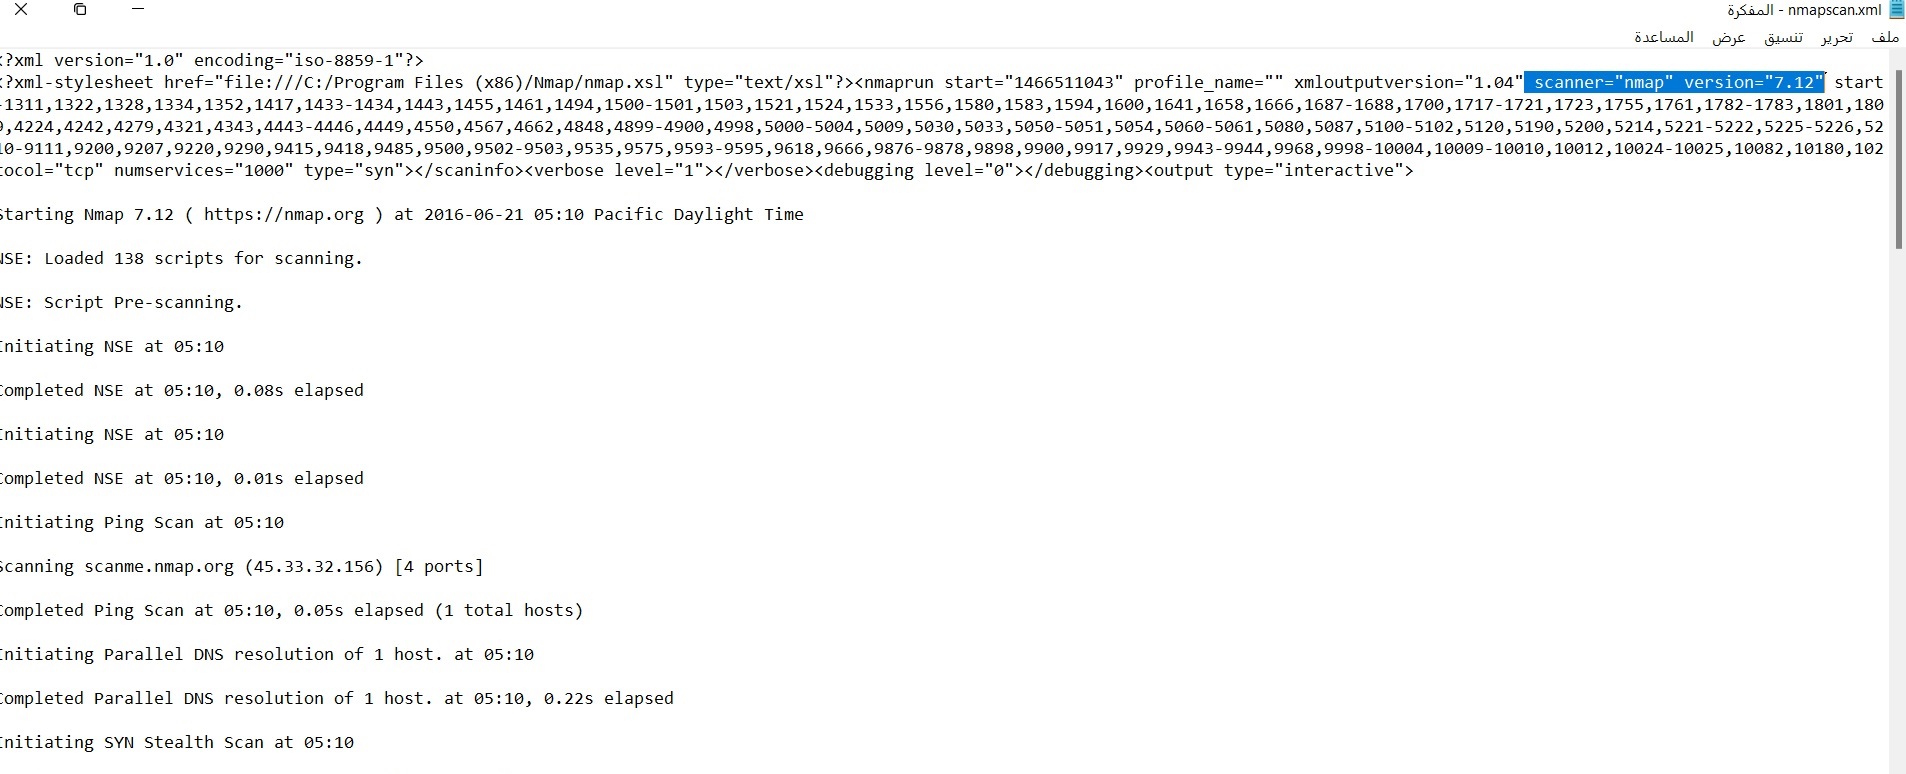 nmapscan.xml - المفكرة
ملف تحرير تنسيق عرض المساعدة
<?xml version="1.0" encoding="iso-8859-1"?>
<?xml-stylesheet href="file:///C:/Program Files (x86)/Nmap/nmap.xsl" type="text/xsl"?><nmaprun start="1466511043" profile_name="" xmloutputversion="1.04" scanner="nmap" version="7.12" start
-1311,1322,1328,1334,1352,1417,1433-1434,1443,1455,1461,1494,1500-1501,1503,1521,1524,1533,1556,1580,1583,1594,1600,1641,1658,1666,1687-1688,1700,1717-1721,1723,1755,1761,1782-1783,1801,180
9,4224,4242,4279,4321,4343,4443-4446,4449,4550,4567,4662,4848,4899-4900,4998,5000-5004,5009,5030,5033,5050-5051,5054,5060-5061,5080,5087,5100-5102,5120,5190,5200,5214,5221-5222,5225-5226,52
10-9111,9200,9207,9220,9290,9415,9418,9485,9500,9502-9503,9535,9575,9593-9595,9618,9666,9876-9878,9898,9900,9917,9929,9943-9944,9968,9998-10004,10009-10010,10012,10024-10025,10082,10180,102
tocol="tcp" numservices="1000" type="syn"></scaninfo><verbose level="1"></verbose><debugging level="0"></debugging><output type="interactive">
Starting Nmap 7.12 ( https://nmap.org ) at 2016-06-21 05:10 Pacific Daylight Time
NSE: Loaded 138 scripts for scanning.
NSE: Script Pre-scanning.
Initiating NSE at 05:10
Completed NSE at 05:10, 0.08s elapsed
Initiating NSE at 05:10
Completed NSE at 05:10, 0.01s elapsed
Initiating Ping Scan at 05:10
Scanning scanme.nmap.org (45.33.32.156) [4 ports]
Completed Ping Scan at 05:10, 0.05s elapsed (1 total hosts)
Initiating Parallel DNS resolution of 1 host. at 05:10
Completed Parallel DNS resolution of 1 host. at 05:10, 0.22s elapsed
Initiating SYN Stealth Scan at 05:10